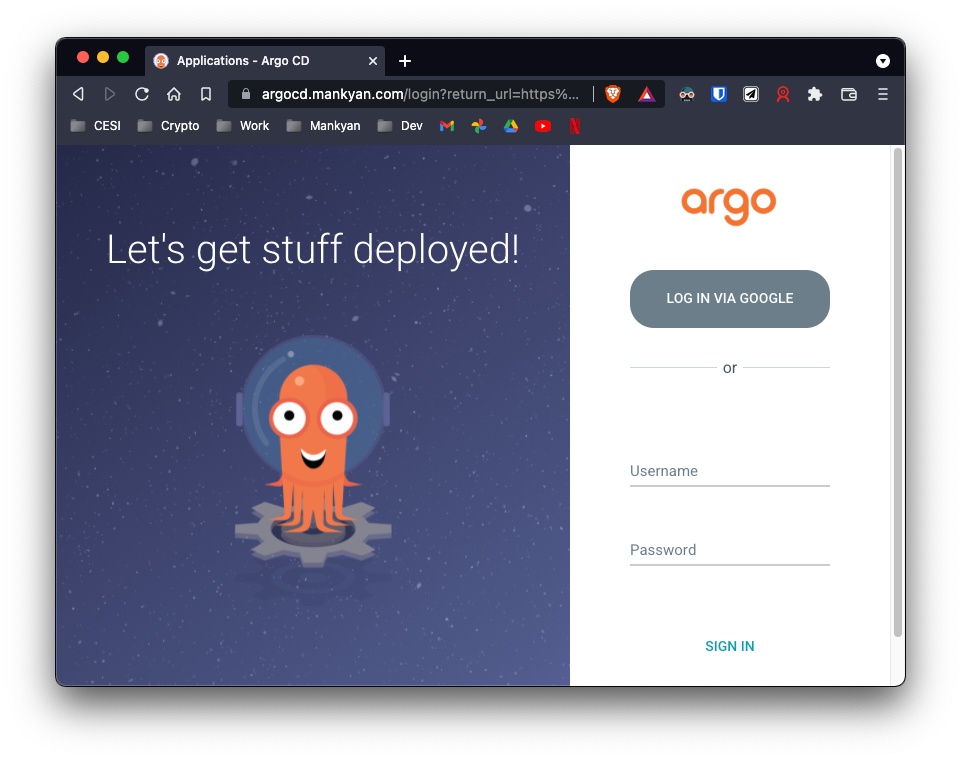 Applications - Argo CD
argocd.mankyan.com/login?return_url=https%...
CESI
Crypto
Work
Mankyan
Dev
Let's get stuff deployed!
argo
LOG IN VIA GOOGLE
or
Username
Password
SIGN IN